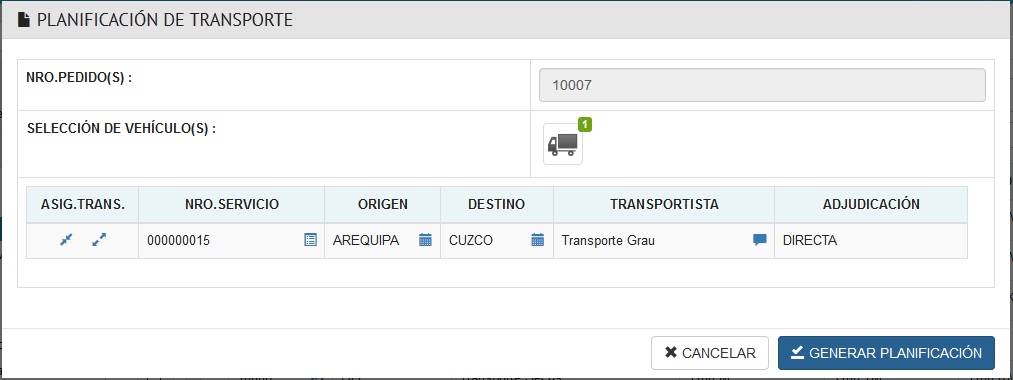 PLANIFICACIÓN DE TRANSPORTE
NRO.PEDIDO(S) :
10007
SELECCIÓN DE VEHÍCULO(S) :
1
ASIG.TRANS. NRO.SERVICIO ORIGEN DESTINO TRANSPORTISTA ADJUDICACIÓN
000000015 AREQUIPA CUZCO Transporte Grau DIRECTA
CANCELAR GENERAR PLANIFICACIÓN